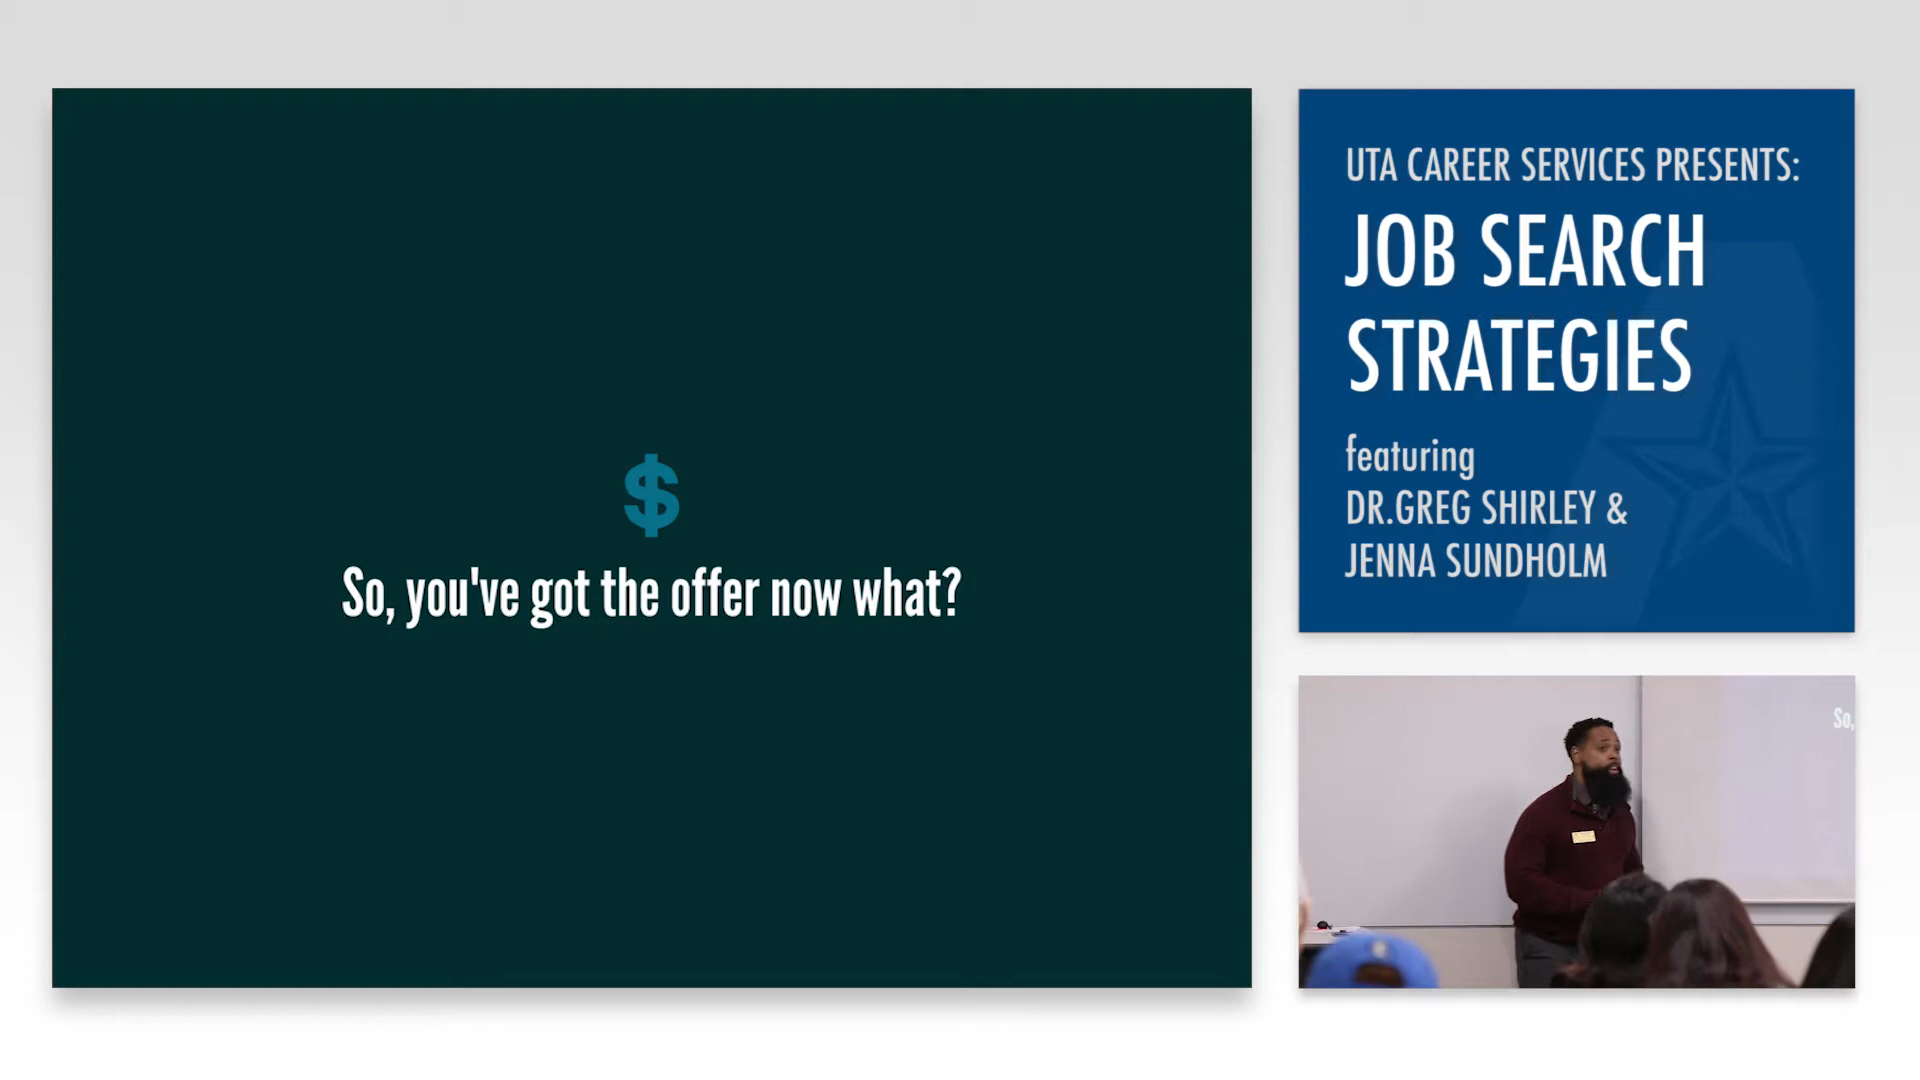 $
So, you've got the offer now what?
UTA CAREER SERVICES PRESENTS:
JOB SEARCH
STRATEGIES
featuring
DR.GREG SHIRLEY &
JENNA SUNDHOLM
So,